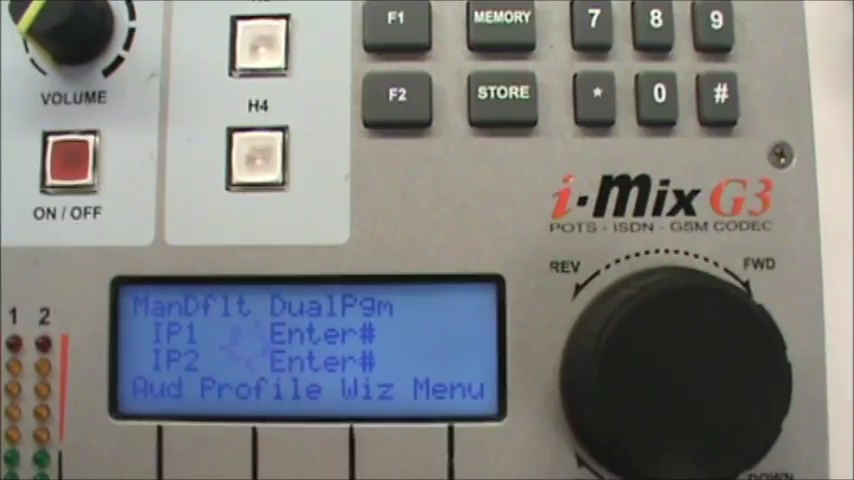 F1
MEMORY
7
8
9
VOLUME
H4
F2
STORE
*
0
#
ON / OFF
i-mix G3
POTS - ISDN - GSM CODEC
REV
FWD
1 2
ManDflt DualPgm
IP1 Enter#
IP2 Enter#
Aud Profile Wiz Menu
DOWN